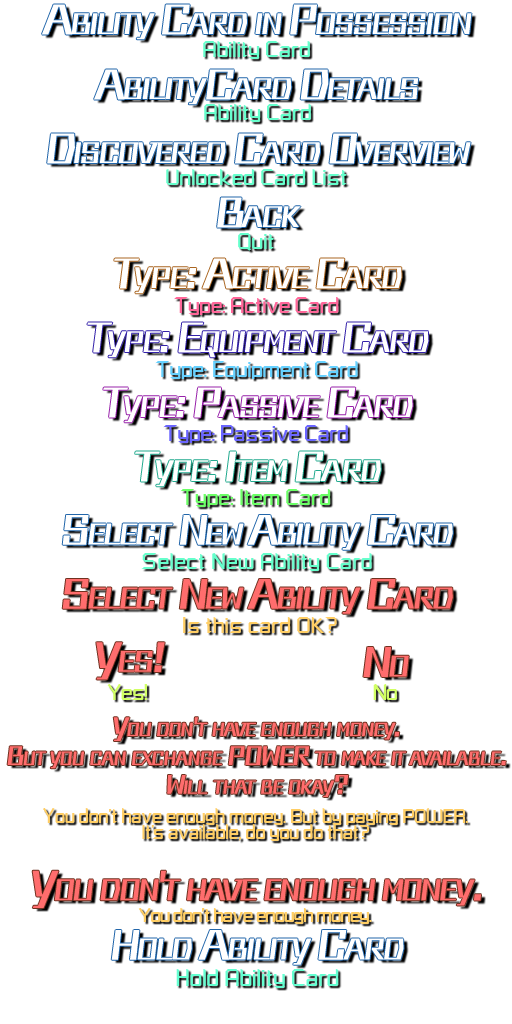 Ability Card in Possession
Ability Card
AbilityCard Details
Ability Card
Discovered Card Overview
Unlocked Card List
Back
Quit
Type: Active Card
Type: Active Card
Type: Equipment Card
Type: Equipment Card
Type: Passive Card
Type: Passive Card
Type: Item Card
Type: Item Card
Select New Ability Card
Select New Ability Card
Select New Ability Card
Is this card OK?
Yes! No
Yes! No
You don't have enough money.
But you can exchange POWER to make it available.
Will that be okay?
You don't have enough money. But by paying POWER.
It's available, do you do that?
You don't have enough money.
You don't have enough money.
Hold Ability Card
Hold Ability Card